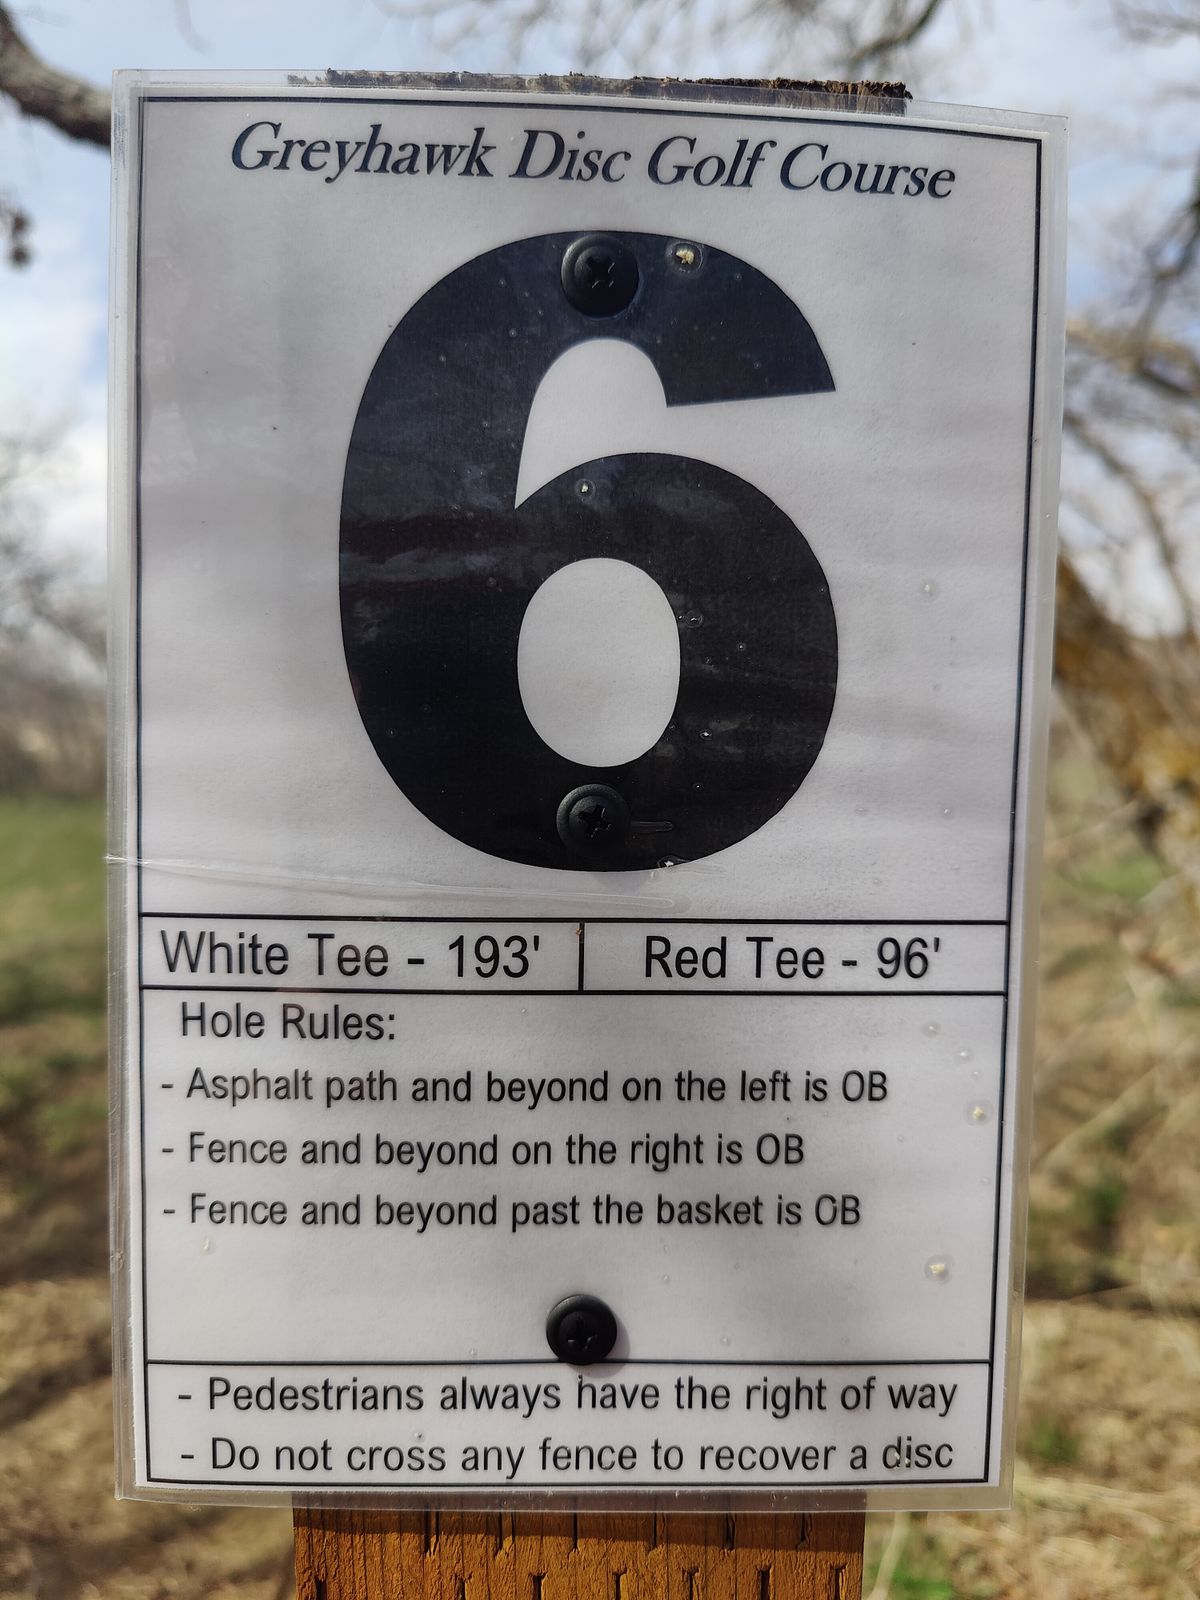 Greyhawk Disc Golf Course
6
White Tee - 193' Red Tee - 96'
Hole Rules:
- Asphalt path and beyond on the left is OB
- Fence and beyond on the right is OB
- Fence and beyond past the basket is OB
- Pedestrians always have the right of way
- Do not cross any fence to recover a disc